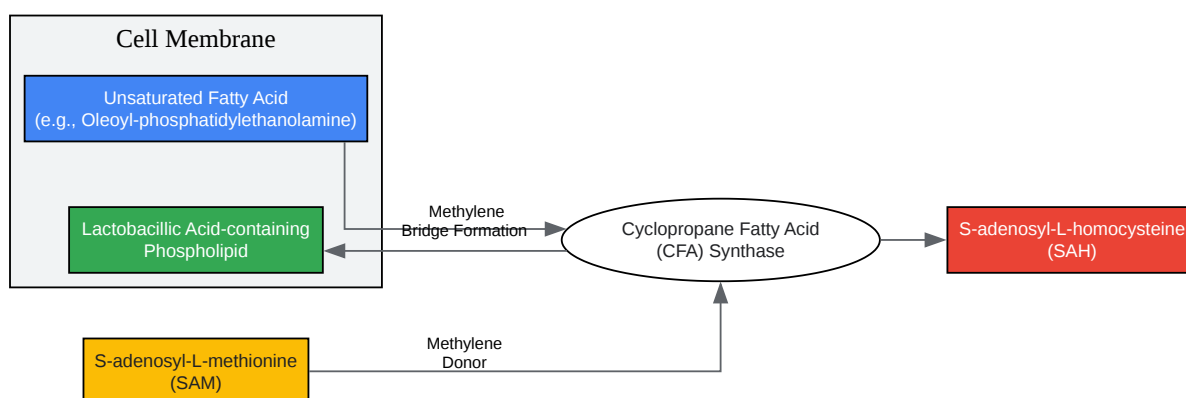 Cell Membrane
Unsaturated Fatty Acid
(e.g., Oleoyl-phosphatidylethanolamine)
Lactobacillic Acid-containing
Phospholipid
Methylene
Bridge Formation
Cyclopropane Fatty Acid
(CFA) Synthase
S-adenosyl-L-homocysteine
(SAH)
S-adenosyl-L-methionine
(SAM)
Methylene
Donor